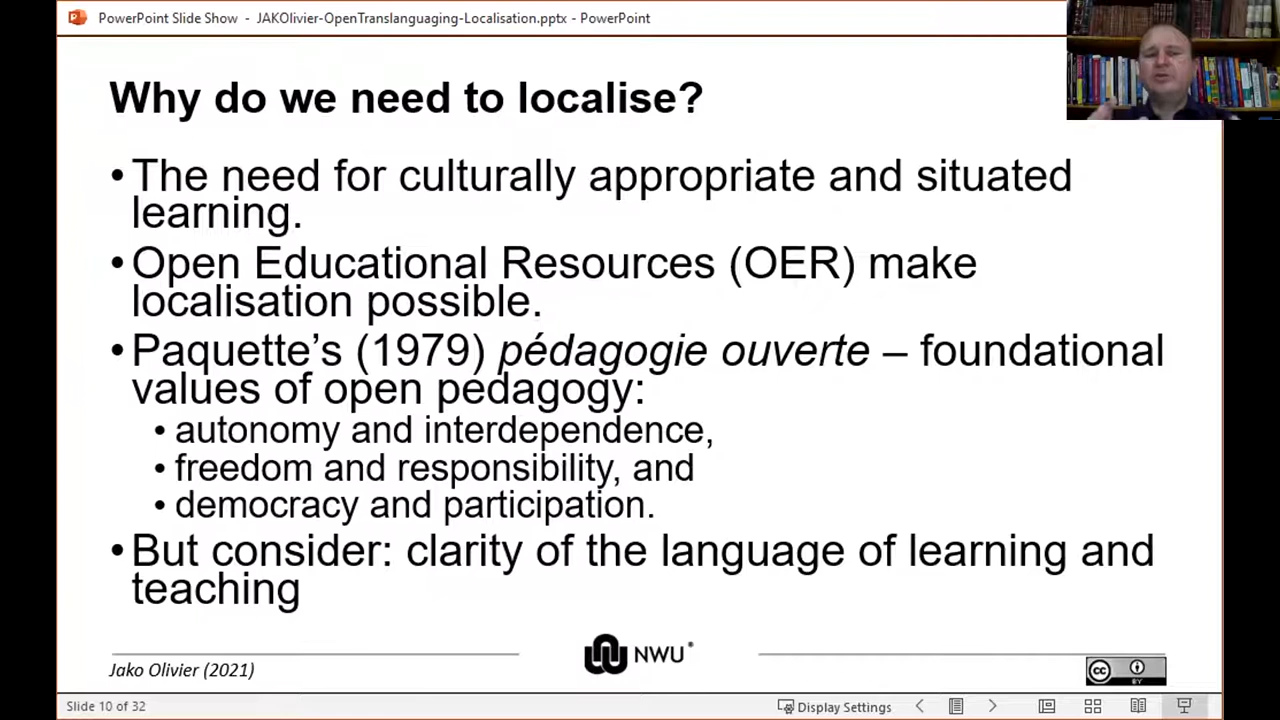 PowerPoint Slide Show - JAKOlivier-OpenTranslanguaging-Localisation.pptx - PowerPoint
Why do we need to localise?
•The need for culturally appropriate and situated
learning.
•Open Educational Resources (OER) make
localisation possible.
•Paquette’s (1979) pédagogie ouverte – foundational
values of open pedagogy:
• autonomy and interdependence,
• freedom and responsibility, and
• democracy and participation.
•But consider: clarity of the language of learning and
teaching
Jako Olivier (2021)
NWU®
cc BY
Slide 10 of 32
Display Settings